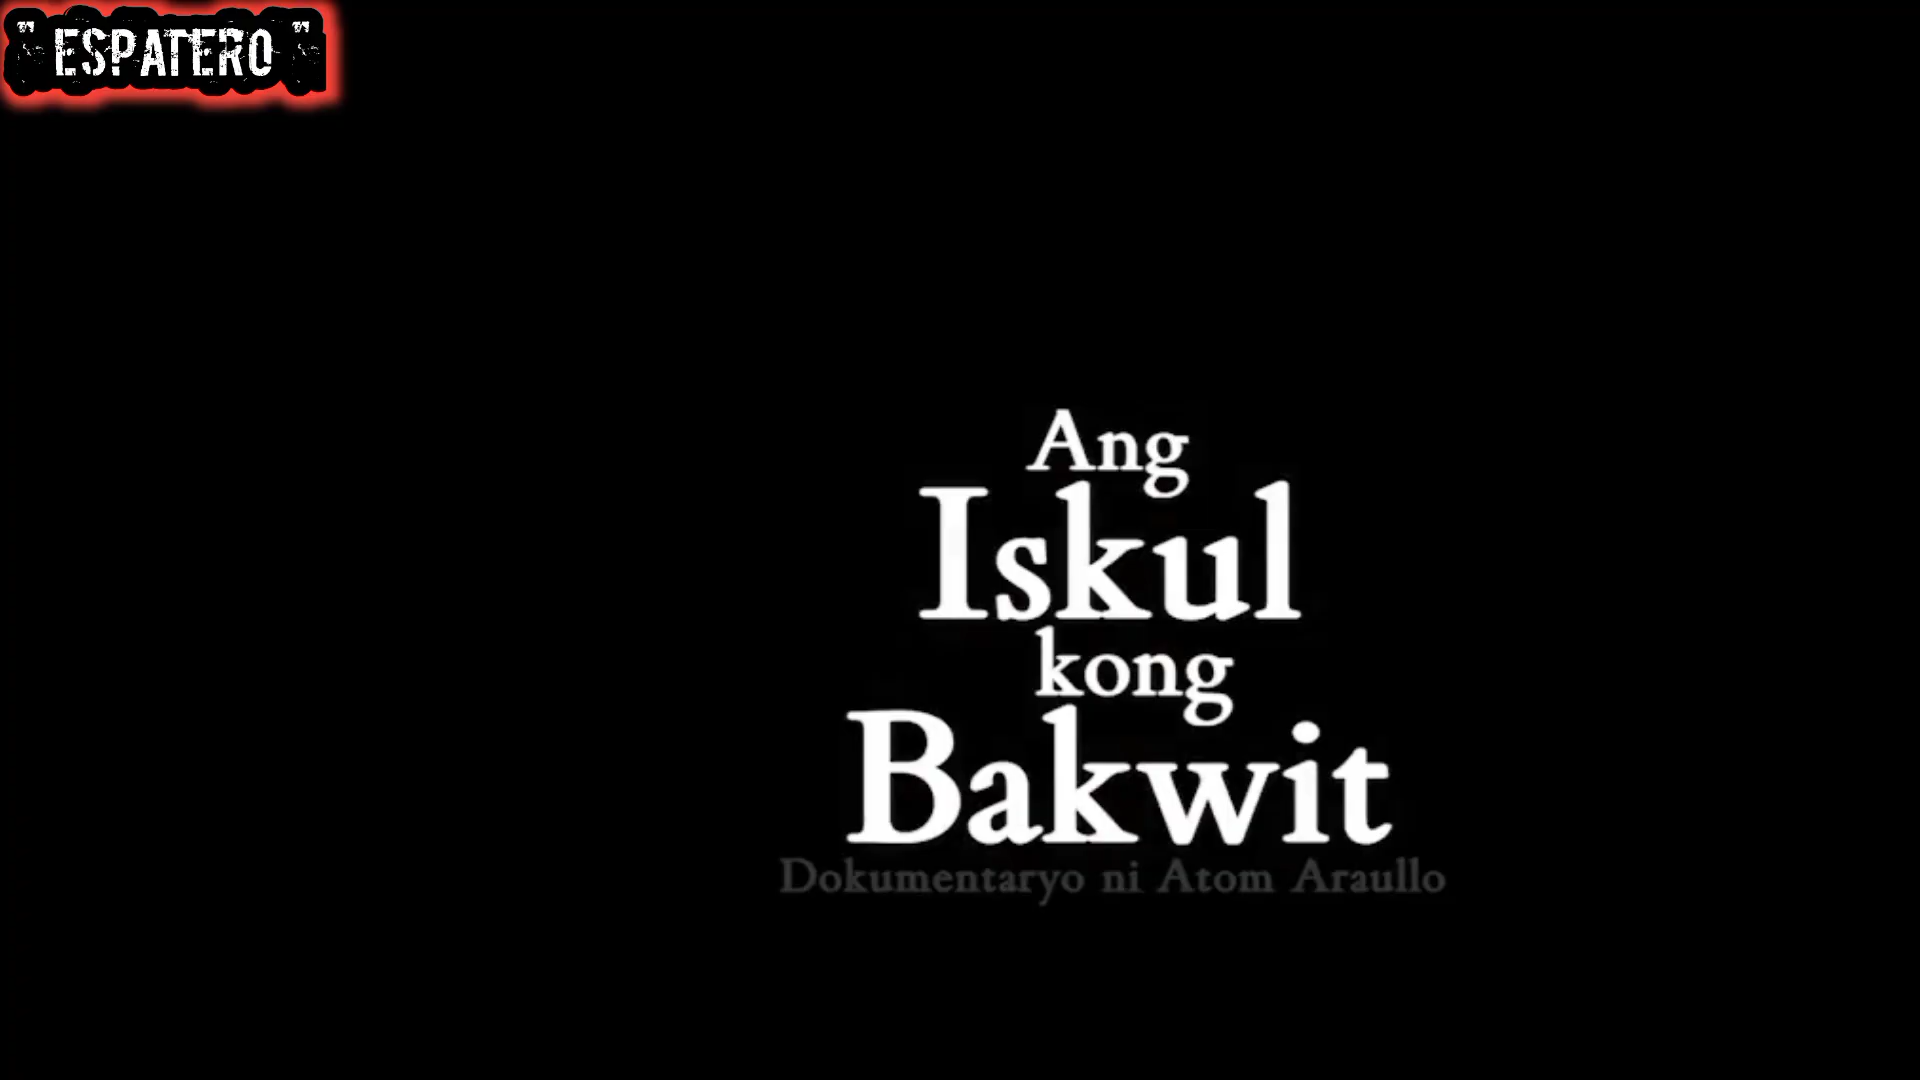 " ESPATERO "
Ang
Iskul
kong
Bakwit
Dokumentaryo ni Atom Araullo